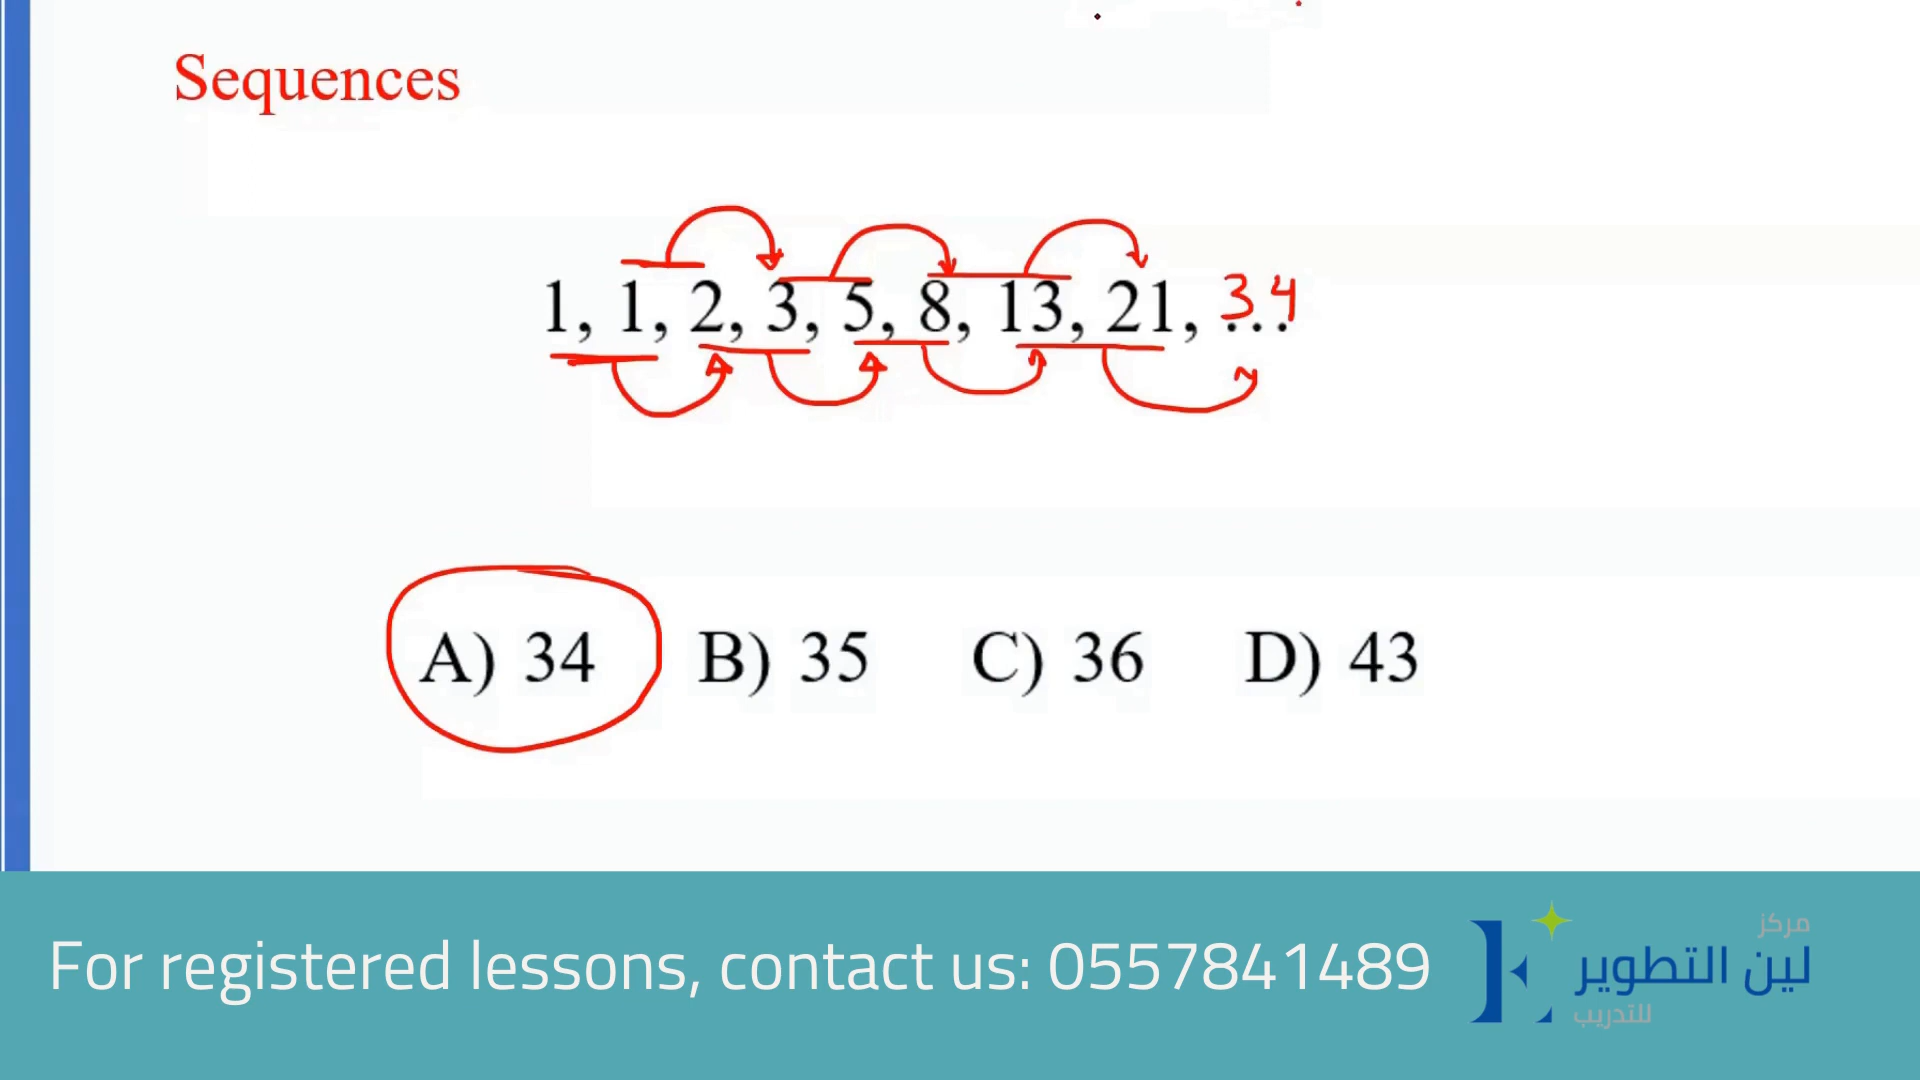 Sequences
1, 1, 2, 3, 5, 8, 13, 21, ... 34
A) 34 B) 35 C) 36 D) 43
For registered lessons, contact us: 0557841489
مركز
لين التطوير
للتدريب